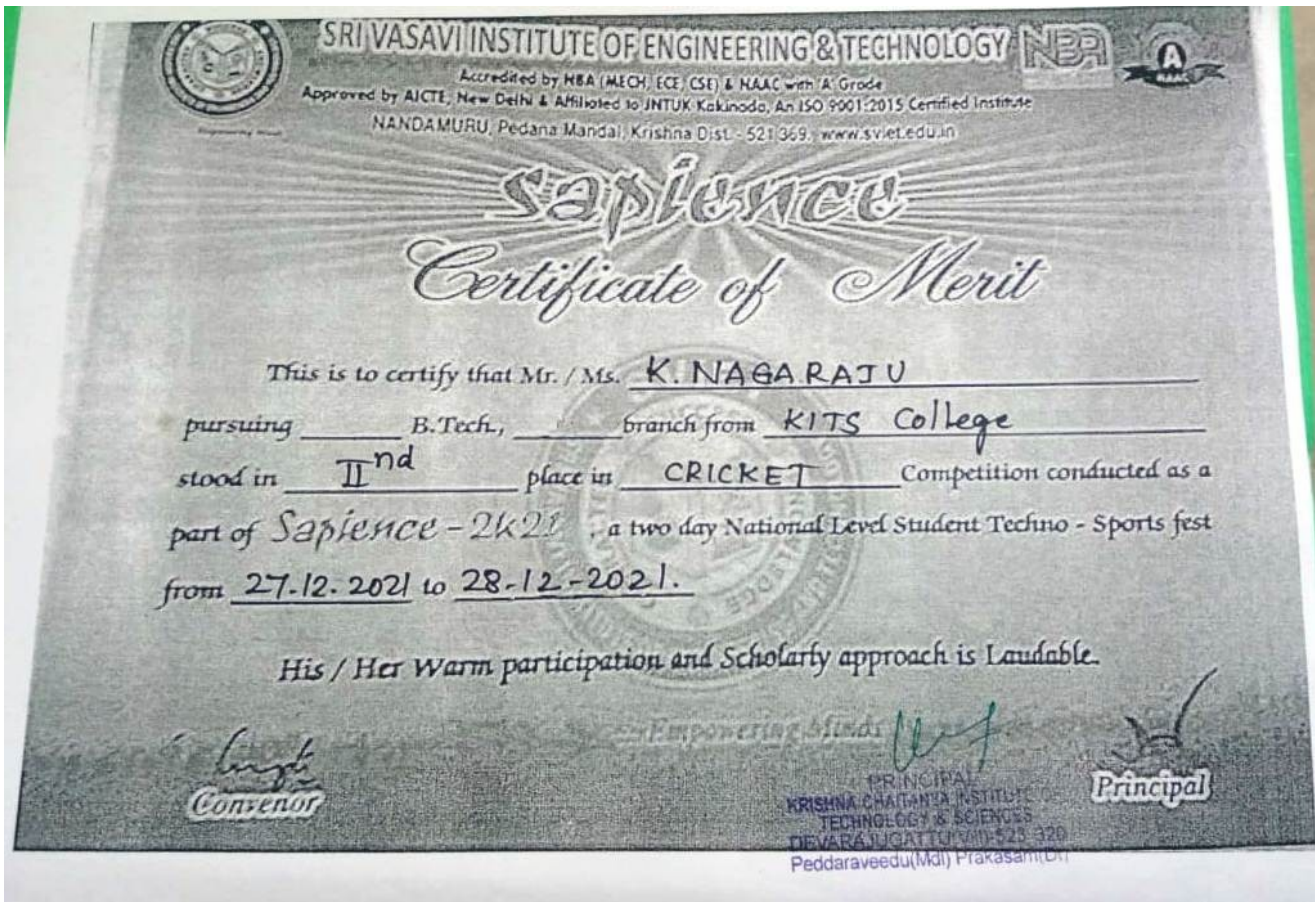 SRI VASAVI INSTITUTE OF ENGINEERING & TECHNOLOGY NBA A
Accredited by NBA (MECH, ECE, CSE) & NAAC with 'A' Grade
Approved by AICTE, New Delhi & Affiliated to JNTUK Kakinada, An ISO 9001:2015 Certified Institute
NANDAMURU, Pedana Mandal, Krishna Dist. - 521 369, www.sviet.edu.in
Sapience
Certificate of Merit
This is to certify that Mr. / Ms. K. NAGARAJU
pursuing B.Tech., branch from KITS College
stood in IInd place in CRICKET Competition conducted as a
part of Sapience-2K21, a two day National Level Student Techno - Sports fest
from 27.12.2021 to 28-12-2021.
His / Her Warm participation and Scholarly approach is Laudable.
Empowering Minds
Convenor
Principal
PRINCIPAL
KRISHNA CHAITANYA INSTITUTE OF
TECHNOLOGY & SCIENCES
DEVARAJUGATTU(Vill)-523 320
Peddaraveedu(Mdl) Prakasam(Dt)